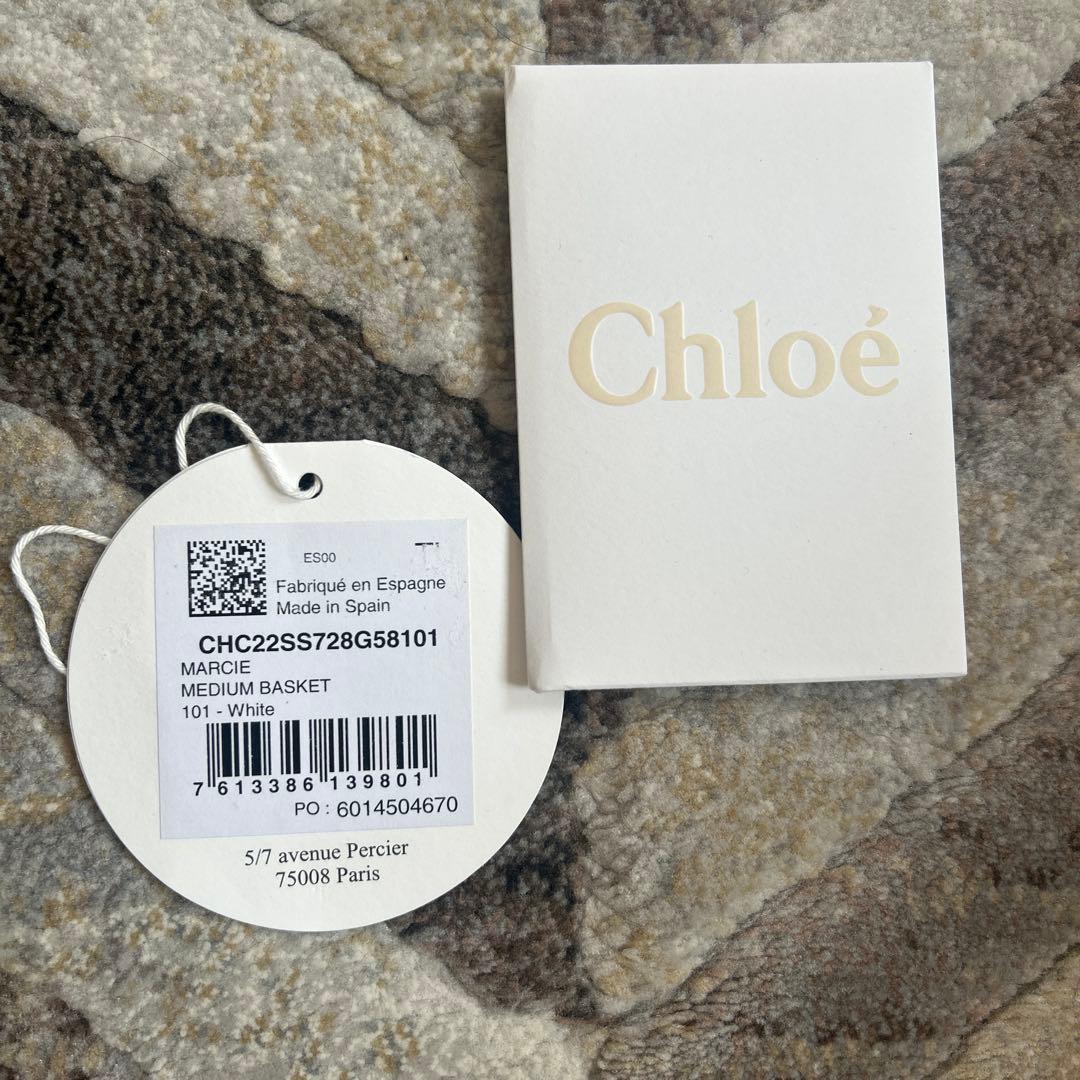 Chloé
ES00
Fabriqué en Espagne
Made in Spain
CHC22SS728G58101
MARCIE
MEDIUM BASKET
101 - White
7 613386 139801
PO : 6014504670
5/7 avenue Percier
75008 Paris